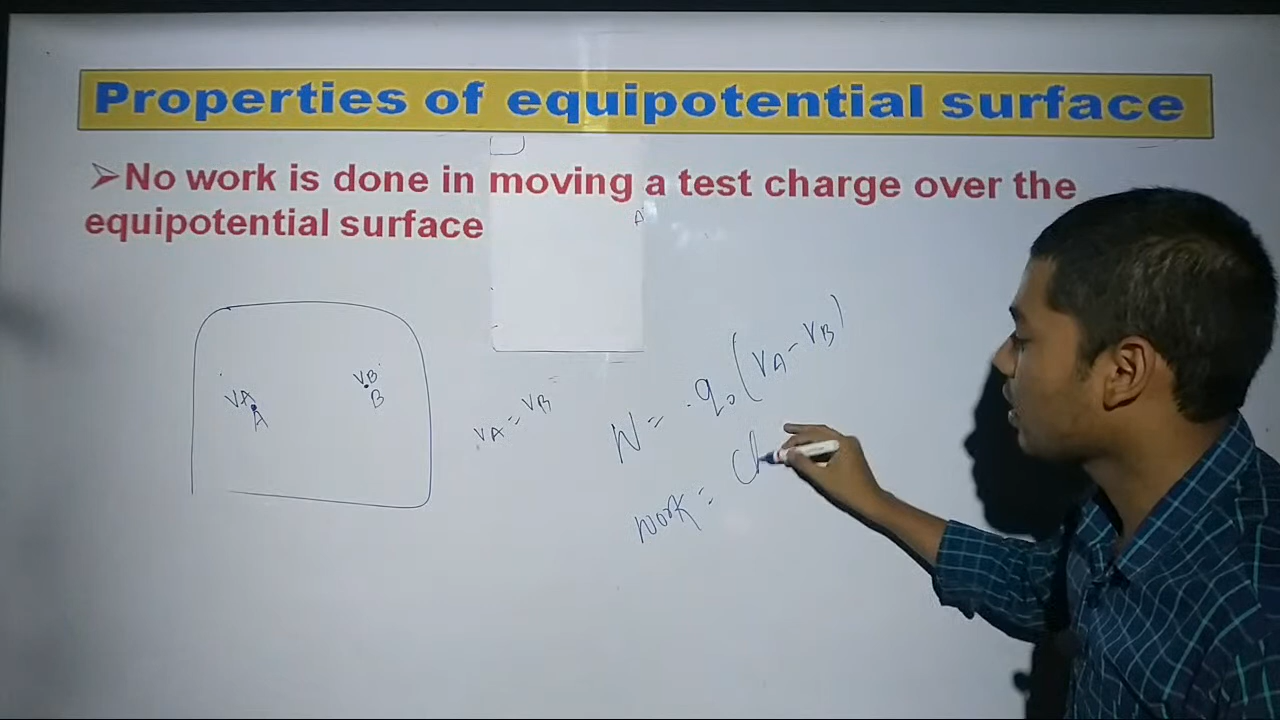 Properties of equipotential surface
➢No work is done in moving a test charge over the
equipotential surface
VA
A
VB
B
VA = VB
W = q₀(VA - VB)
work = Ch